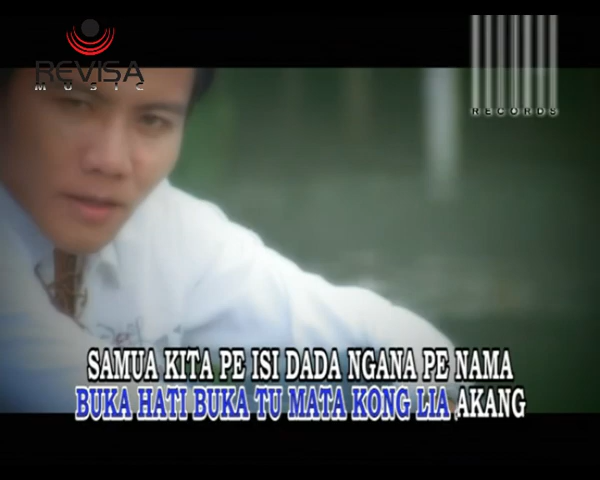 REVISA
MUSIC
RECORDS
SAMUA KITA PE ISI DADA NGANA PE NAMA
BUKA HATI BUKA TU MATA KONG LIA AKANG